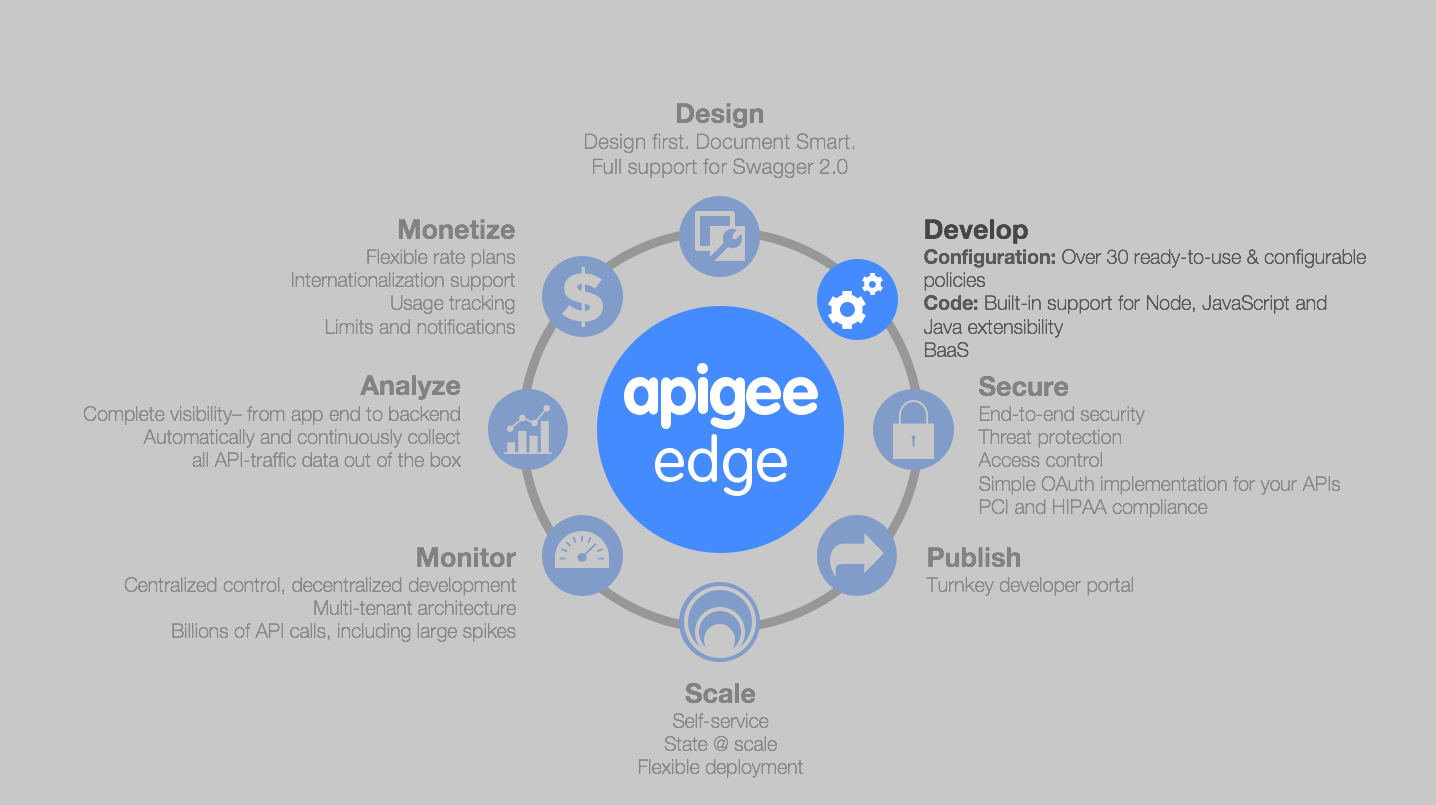 Design
Design first. Document Smart.
Full support for Swagger 2.0
Develop
Configuration: Over 30 ready-to-use & configurable
policies
Code: Built-in support for Node, JavaScript and
Java extensibility
BaaS
Secure
End-to-end security
Threat protection
Access control
Simple OAuth implementation for your APIs
PCI and HIPAA compliance
Publish
Turnkey developer portal
Scale
Self-service
State @ scale
Flexible deployment
Monitor
Centralized control, decentralized development
Multi-tenant architecture
Billions of API calls, including large spikes
Analyze
Complete visibility– from app end to backend
Automatically and continuously collect
all API-traffic data out of the box
Monetize
Flexible rate plans
Internationalization support
Usage tracking
Limits and notifications
$
apigee
edge